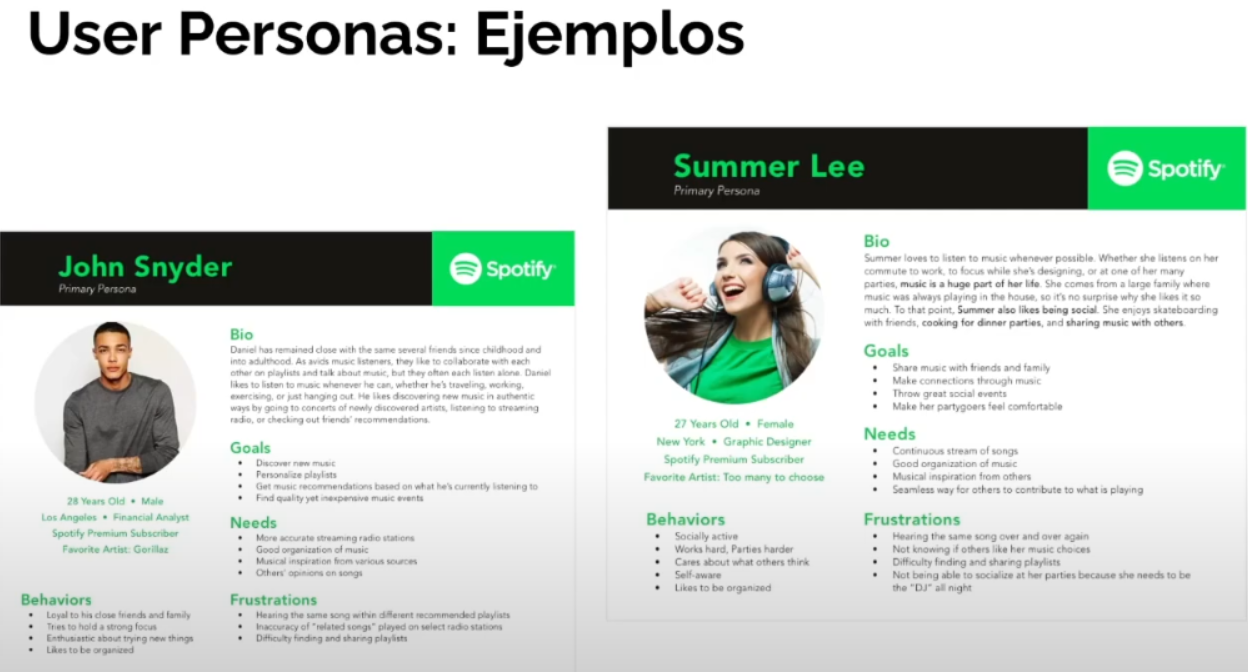 User Personas: Ejemplos
John Snyder
Primary Persona
Spotify
28 Years Old • Male
Los Angeles • Financial Analyst
Spotify Premium Subscriber
Favorite Artist: Gorillaz
Behaviors
• Loyal to his close friends and family
• Tries to hold a strong focus
• Enthusiastic about trying new things
• Likes to be organized
Bio
Daniel has remained close with the same several friends since childhood and
into adulthood. As avids music listeners, they like to collaborate with each
other on playlists and talk about music, but they often each listen alone. Daniel
likes to listen to music whenever he can, whether he's traveling, working,
exercising, or just hanging out. He likes discovering new music in authentic
ways by going to concerts of newly discovered artists, listening to streaming
radio, or checking out friends' recommendations.
Goals
• Discover new music
• Personalize playlists
• Get music recommendations based on what he's currently listening to
• Find quality yet inexpensive music events
Needs
• More accurate streaming radio stations
• Good organization of music
• Musical inspiration from various sources
• Others' opinions on songs
Frustrations
• Hearing the same song within different recommended playlists
• Inaccuracy of "related songs" played on select radio stations
• Difficulty finding and sharing playlists
Summer Lee
Primary Persona
Spotify
27 Years Old • Female
New York • Graphic Designer
Spotify Premium Subscriber
Favorite Artist: Too many to choose
Behaviors
• Socially active
• Works hard, Parties harder
• Cares about what others think
• Self-aware
• Likes to be organized
Bio
Summer loves to listen to music whenever possible. Whether she listens on her
commute to work, to focus while she's designing, or at one of her many
parties, music is a huge part of her life. She comes from a large family where
music was always playing in the house, so it's no surprise why she likes it so
much. To that point, Summer also likes being social. She enjoys skateboarding
with friends, cooking for dinner parties, and sharing music with others.
Goals
• Share music with friends and family
• Make connections through music
• Throw great social events
• Make her partygoers feel comfortable
Needs
• Continuous stream of songs
• Good organization of music
• Musical inspiration from others
• Seamless way for others to contribute to what is playing
Frustrations
• Hearing the same song over and over again
• Not knowing if others like her music choices
• Difficulty finding and sharing playlists
• Not being able to socialize at her parties because she needs to be
the "DJ" all night